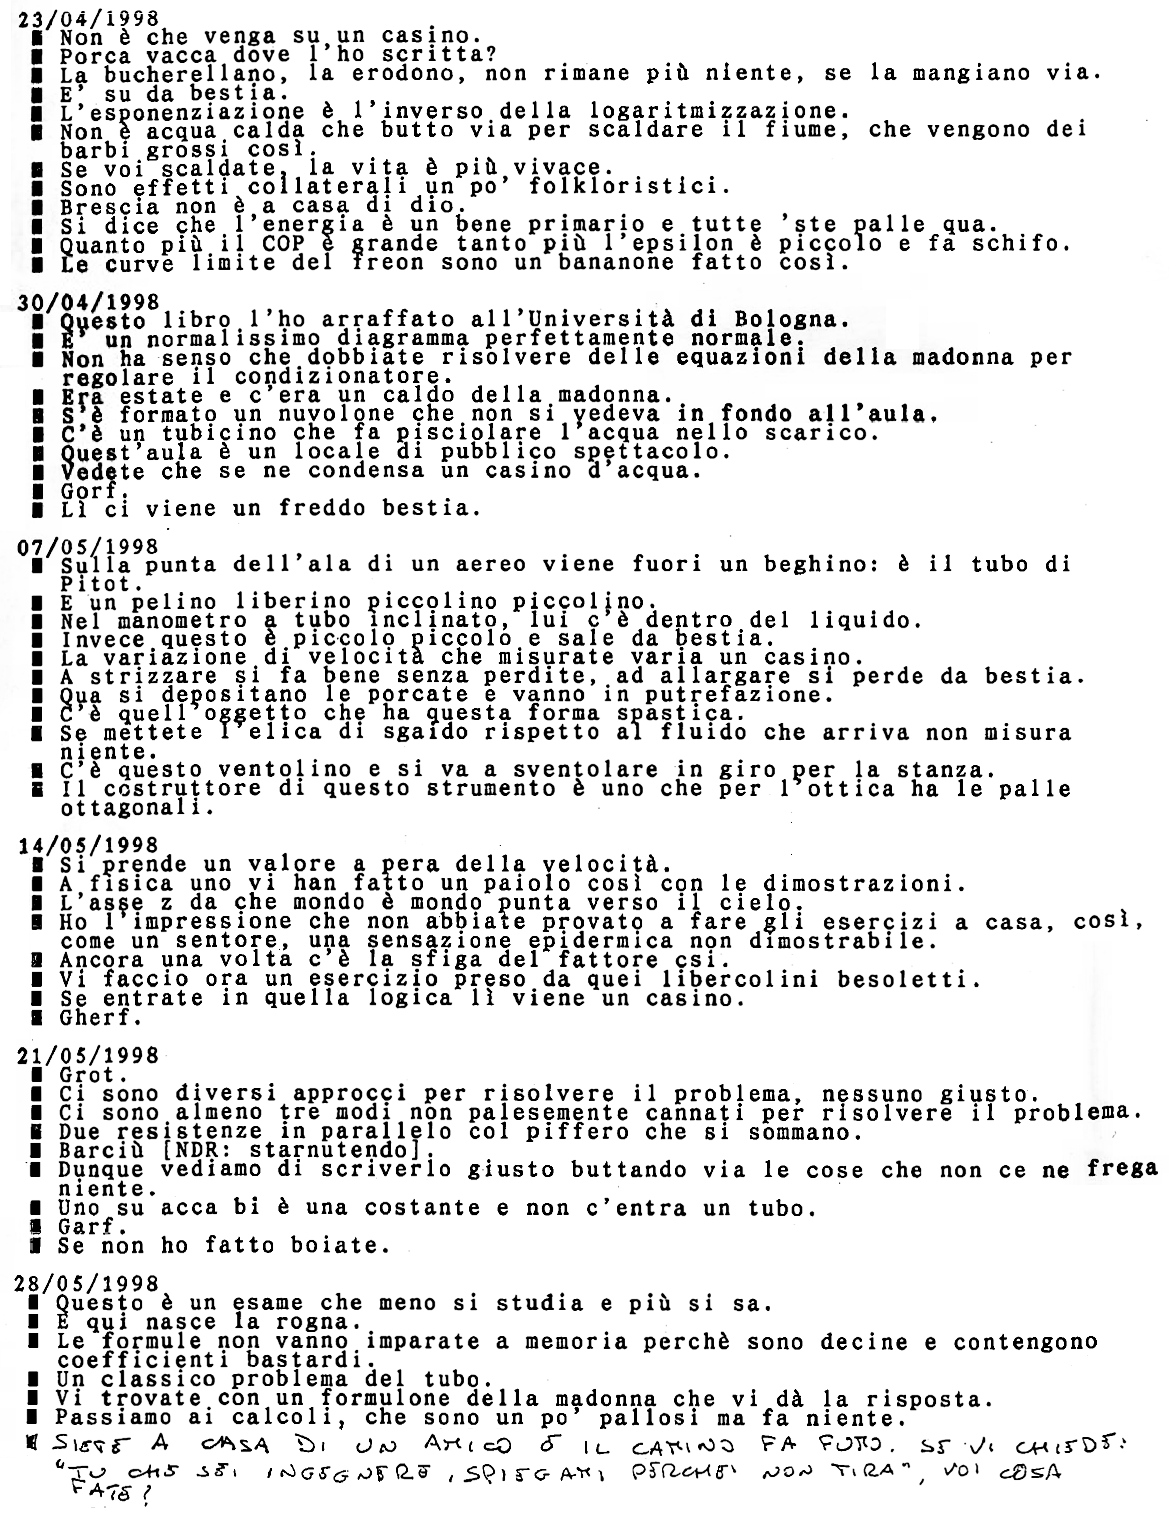 23/04/1998
■ Non è che venga su un casino.
■ Porca vacca dove l'ho scritta?
■ La bucherellano, la erodono, non rimane più niente, se la mangiano via.
■ E' su da bestia.
■ L'esponenziazione è l'inverso della logaritmizzazione.
■ Non è acqua calda che butto via per scaldare il fiume, che vengono dei
barbi grossi così.
■ Se voi scaldate, la vita è più vivace.
■ Sono effetti collaterali un po' folkloristici.
■ Brescia non è a casa di dio.
■ Si dice che l'energia è un bene primario e tutte 'ste palle qua.
■ Quanto più il COP è grande tanto più l'epsilon è piccolo e fa schifo.
■ Le curve limite del freon sono un bananone fatto così.
30/04/1998
■ Questo libro l'ho arraffato all'Università di Bologna.
■ E' un normalissimo diagramma perfettamente normale.
■ Non ha senso che dobbiate risolvere delle equazioni della madonna per
regolare il condizionatore.
■ Era estate e c'era un caldo della madonna.
■ S'è formato un nuvolone che non si vedeva in fondo all'aula.
■ C'è un tubicino che fa pisciolare l'acqua nello scarico.
■ Quest'aula è un locale di pubblico spettacolo.
■ Vedete che se ne condensa un casino d'acqua.
■ Gorf.
■ Lì ci viene un freddo bestia.
07/05/1998
■ Sulla punta dell'ala di un aereo viene fuori un beghino: è il tubo di
Pitot.
■ E un pelino liberino piccolino piccolino.
■ Nel manometro a tubo inclinato, lui c'è dentro del liquido.
■ Invece questo è piccolo piccolo e sale da bestia.
■ La variazione di velocità che misurate varia un casino.
■ A strizzare si fa bene senza perdite, ad allargare si perde da bestia.
■ Qua si depositano le porcate e vanno in putrefazione.
■ C'è quell'oggetto che ha questa forma spastica.
■ Se mettete l'elica di sgaido rispetto al fluido che arriva non misura
niente.
■ C'è questo ventolino e si va a sventolare in giro per la stanza.
■ Il costruttore di questo strumento è uno che per l'ottica ha le palle
ottagonali.
14/05/1998
■ Si prende un valore a pera della velocità.
■ A fisica uno vi han fatto un paiolo così con le dimostrazioni.
■ L'asse z da che mondo è mondo punta verso il cielo.
■ Ho l'impressione che non abbiate provato a fare gli esercizi a casa, così,
come un sentore, una sensazione epidermica non dimostrabile.
■ Ancora una volta c'è la sfiga del fattore csi.
■ Vi faccio ora un esercizio preso da quei libercolini besoletti.
■ Se entrate in quella logica lì viene un casino.
■ Gherf.
21/05/1998
■ Grot.
■ Ci sono diversi approcci per risolvere il problema, nessuno giusto.
■ Ci sono almeno tre modi non palesemente cannati per risolvere il problema.
■ Due resistenze in parallelo col piffero che si sommano.
■ Barciù [NDR: starnutendo].
■ Dunque vediamo di scriverlo giusto buttando via le cose che non ce ne frega
niente.
■ Uno su acca bi è una costante e non c'entra un tubo.
■ Garf.
■ Se non ho fatto boiate.
28/05/1998
■ Questo è un esame che meno si studia e più si sa.
■ E qui nasce la rogna.
■ Le formule non vanno imparate a memoria perchè sono decine e contengono
coefficienti bastardi.
■ Un classico problema del tubo.
■ Vi trovate con un formulone della madonna che vi dà la risposta.
■ Passiamo ai calcoli, che sono un po' pallosi ma fa niente.
■ SIETE A CASA DI UN AMICO E IL CAMINO FA FUMO. SE VI CHIEDE:
"TU CHE SEI INGEGNERE, SPIEGAMI PERCHE' NON TIRA", VOI COSA
FATE?